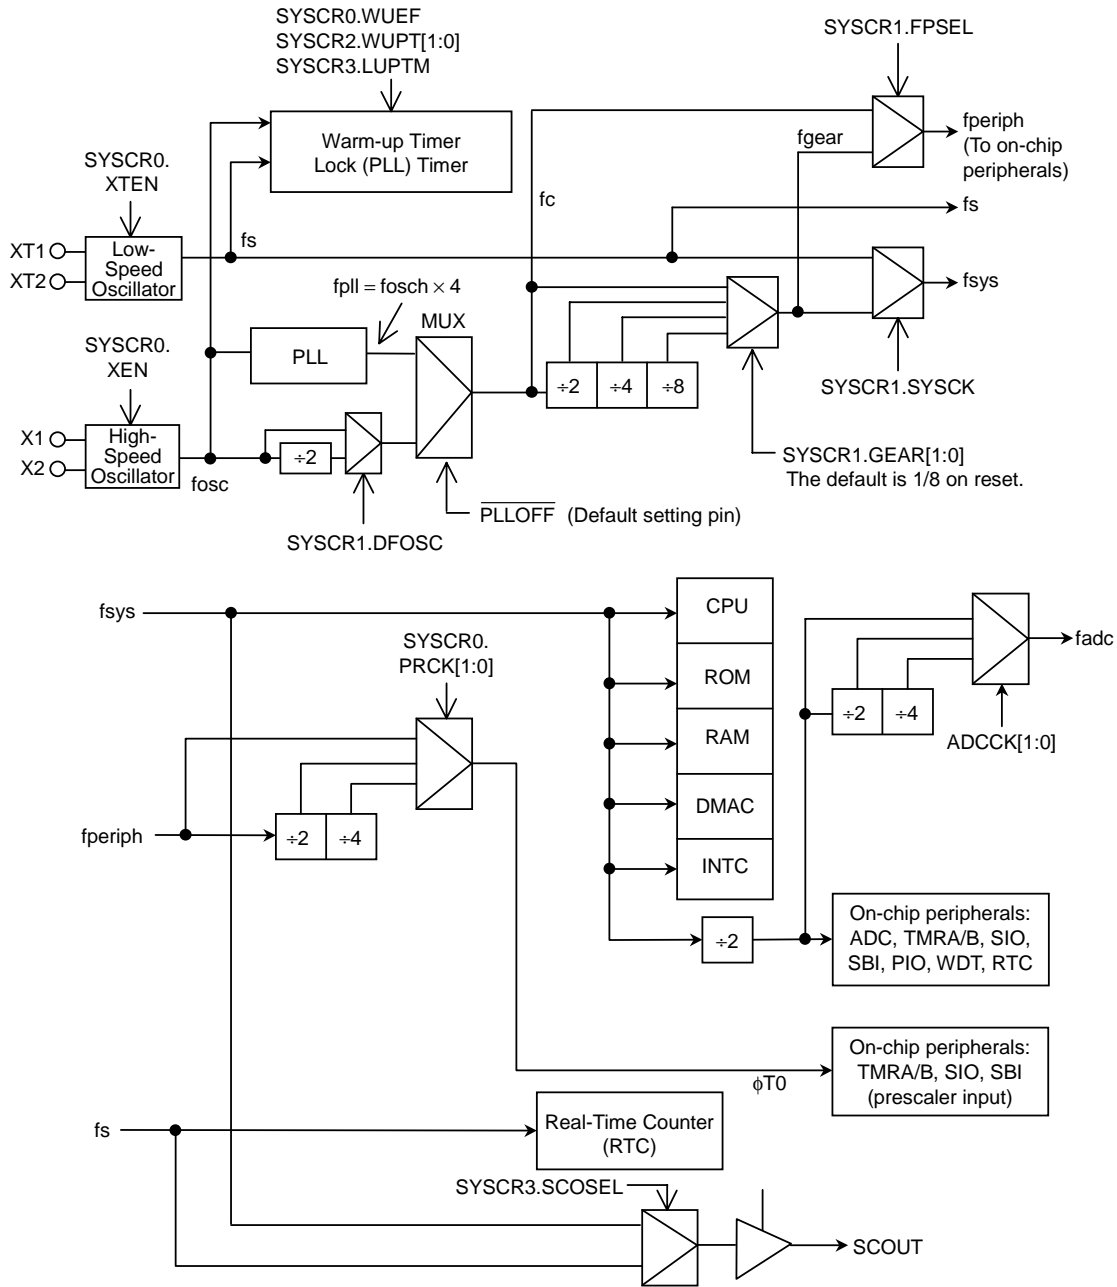 SYSCR0.WUEF
SYSCR2.WUPT[1:0]
SYSCR3.LUPTM
SYSCR1.FPSEL
Warm-up Timer
Lock (PLL) Timer
fgear
fperiph
(To on-chip
peripherals)
SYSCR0.
XTEN
fc
fs
XT1
XT2
Low-
Speed
Oscillator
fs
fsys
fpll = fosch × 4
MUX
SYSCR0.
XEN
PLL
÷2
÷4
÷8
SYSCR1.SYSCK
X1
X2
High-
Speed
Oscillator
fosc
÷2
SYSCR1.GEAR[1:0]
The default is 1/8 on reset.
PLLOFF (Default setting pin)
SYSCR1.DFOSC
fsys
CPU
SYSCR0.
PRCK[1:0]
fadc
ROM
÷2
÷4
RAM
ADCCK[1:0]
DMAC
fperiph
÷2
÷4
INTC
÷2
On-chip peripherals:
ADC, TMRA/B, SIO,
SBI, PIO, WDT, RTC
ϕT0
On-chip peripherals:
TMRA/B, SIO, SBI
(prescaler input)
fs
Real-Time Counter
(RTC)
SYSCR3.SCOSEL
SCOUT